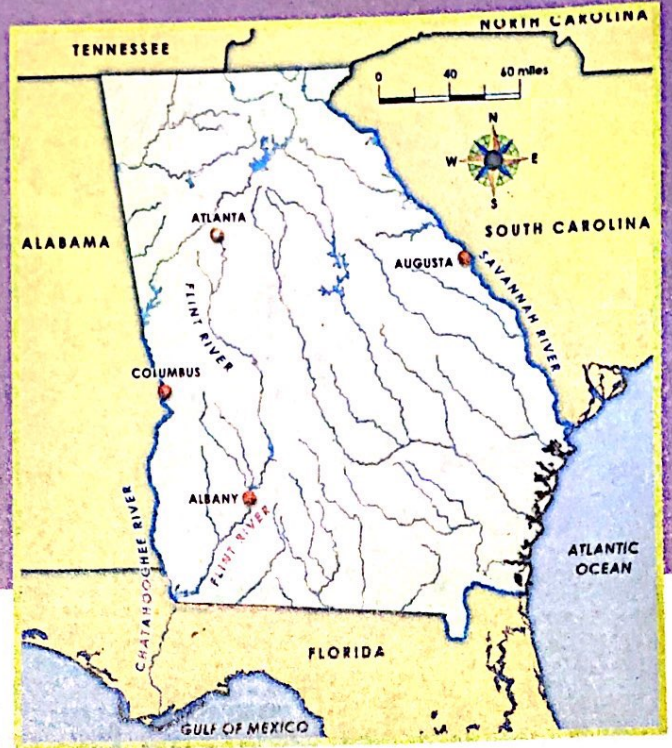 NORTH CAROLINA
TENNESSEE
0 40 60 miles
N
W E
S
SOUTH CAROLINA
ATLANTA
ALABAMA
AUGUSTA
SAVANNAH RIVER
FLINT RIVER
COLUMBUS
ALBANY
FLINT RIVER
CHATAHOOCHEE RIVER
ATLANTIC
OCEAN
FLORIDA
GULF OF MEXICO